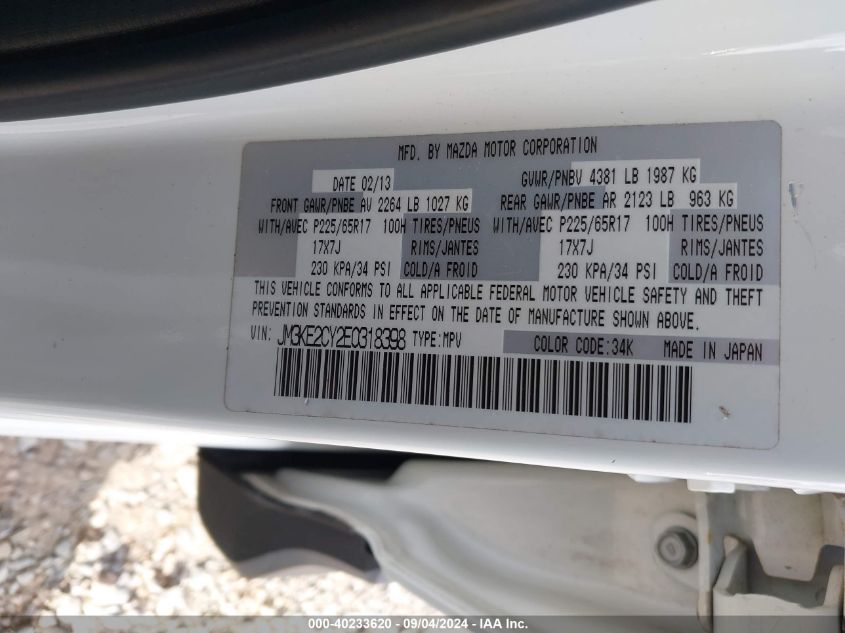 MFD. BY MAZDA MOTOR CORPORATION
DATE 02/13 GVWR/PNBV 4381 LB 1987 KG
FRONT GAWR/PNBE AV 2264 LB 1027 KG REAR GAWR/PNBE AR 2123 LB 963 KG
WITH/AVEC P225/65R17 100H TIRES/PNEUS WITH/AVEC P225/65R17 100H TIRES/PNEUS
17X7J RIMS/JANTES 17X7J RIMS/JANTES
230 KPA/34 PSI COLD/A FROID 230 KPA/34 PSI COLD/A FROID
THIS VEHICLE CONFORMS TO ALL APPLICABLE FEDERAL MOTOR VEHICLE SAFETY AND THEFT
PREVENTION STANDARDS IN EFFECT ON THE DATE OF MANUFACTURE SHOWN ABOVE.
VIN: JM3KE2CY2E0318398 TYPE:MPV COLOR CODE:34K MADE IN JAPAN
000-40233620 - 09/04/2024 - IAA Inc.